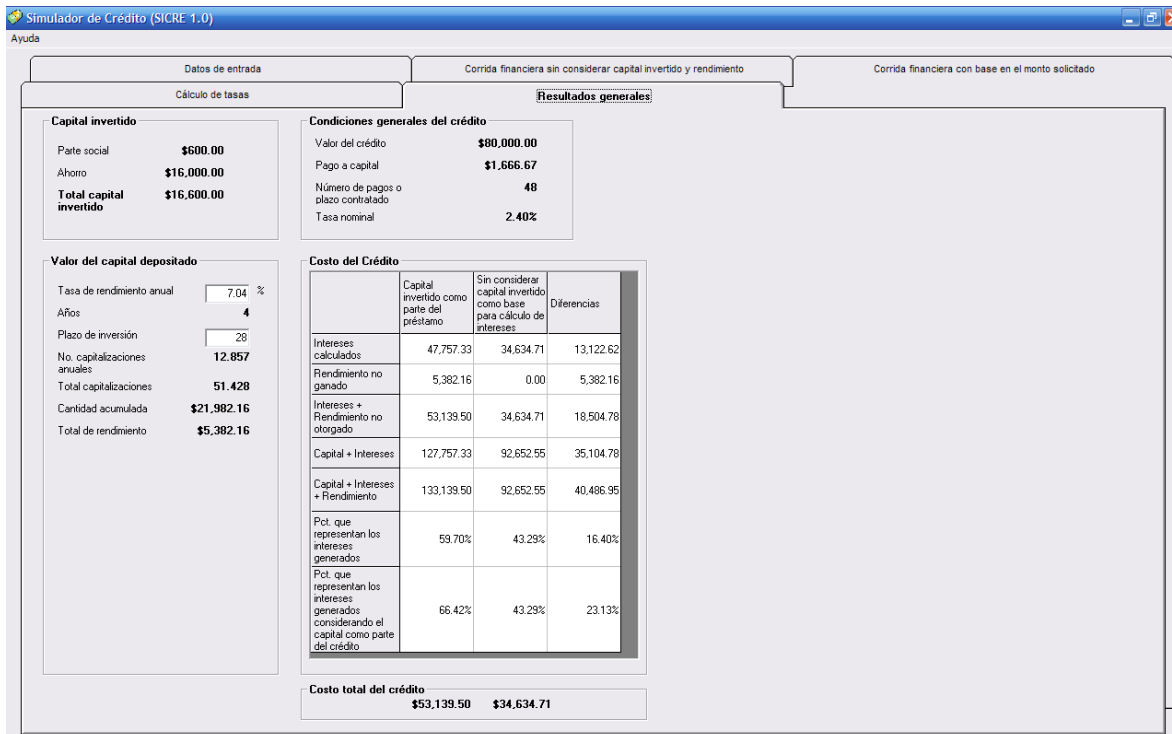 Simulador de Crédito (SICRE 1.0)
Ayuda
Datos de entrada
Corrida financiera sin considerar capital invertido y rendimiento
Corrida financiera con base en el monto solicitado
Cálculo de tasas
Resultados generales
Capital invertido
Parte social $600.00
Ahorro $16,000.00
Total capital $16,600.00
invertido
Condiciones generales del crédito
Valor del crédito $80,000.00
Pago a capital $1,666.67
Número de pagos o 48
plazo contratado
Tasa nominal 2.40%
Valor del capital depositado
Tasa de rendimiento anual 7.04 %
Años 4
Plazo de inversión 28
No. capitalizaciones 12.857
anuales
Total capitalizaciones 51.428
Cantidad acumulada $21,982.16
Total de rendimiento $5,382.16
Costo del Crédito
Capital
invertido como
parte del
préstamo
Sin considerar
capital invertido
como base
para cálculo de
intereses
Diferencias
Intereses
calculados
47,757.33 34,634.71 13,122.62
Rendimiento no
ganado
5,382.16 0.00 5,382.16
Intereses +
Rendimiento no
otorgado
53,139.50 34,634.71 18,504.78
Capital + Intereses 127,757.33 92,652.55 35,104.78
Capital + Intereses
+ Rendimiento
133,139.50 92,652.55 40,486.95
Pct. que
representan los
intereses
generados
59.70% 43.29% 16.40%
Pct. que
representan los
intereses
generados
considerando el
capital como parte
del crédito
66.42% 43.29% 23.13%
Costo total del crédito
$53,139.50 $34,634.71